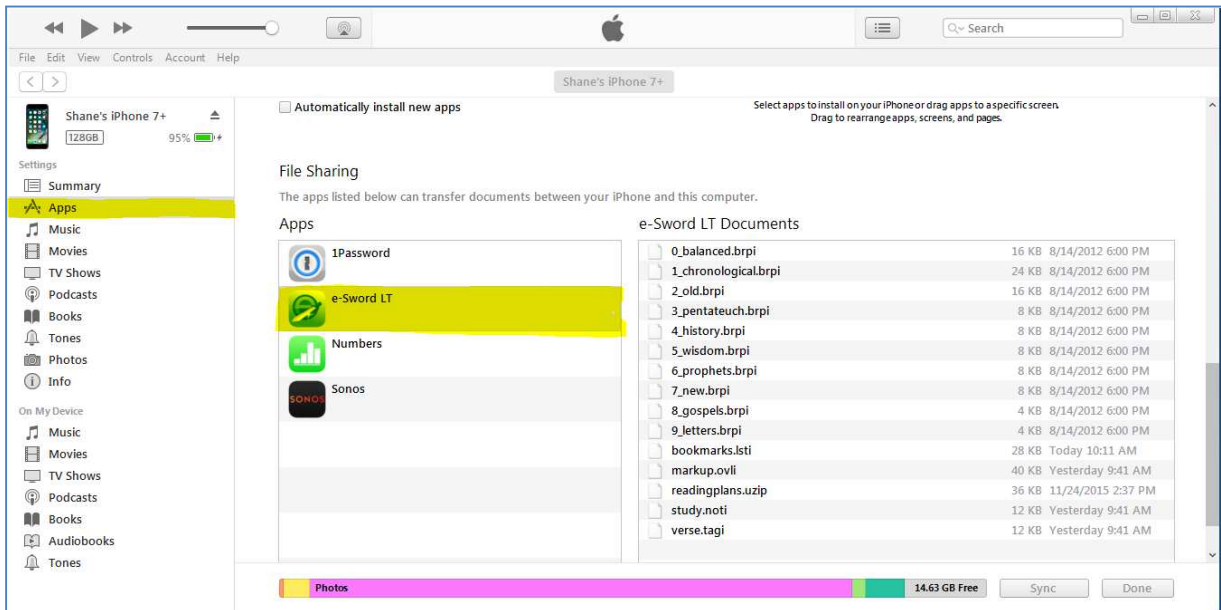 Search
File Edit View Controls Account Help
Shane's iPhone 7+
Shane's iPhone 7+
128GB 95%
Settings
Summary
Apps
Music
Movies
TV Shows
Podcasts
Books
Tones
Photos
Info
On My Device
Music
Movies
TV Shows
Podcasts
Books
Audiobooks
Tones
Automatically install new apps
Select apps to install on your iPhone or drag apps to a specific screen.
Drag to rearrange apps, screens, and pages.
File Sharing
The apps listed below can transfer documents between your iPhone and this computer.
Apps
1Password
e-Sword LT
Numbers
SONOS Sonos
e-Sword LT Documents
0_balanced.brpi 16 KB 8/14/2012 6:00 PM
1_chronological.brpi 24 KB 8/14/2012 6:00 PM
2_old.brpi 16 KB 8/14/2012 6:00 PM
3_pentateuch.brpi 8 KB 8/14/2012 6:00 PM
4_history.brpi 8 KB 8/14/2012 6:00 PM
5_wisdom.brpi 8 KB 8/14/2012 6:00 PM
6_prophets.brpi 8 KB 8/14/2012 6:00 PM
7_new.brpi 8 KB 8/14/2012 6:00 PM
8_gospels.brpi 4 KB 8/14/2012 6:00 PM
9_letters.brpi 4 KB 8/14/2012 6:00 PM
bookmarks.lsti 28 KB Today 10:11 AM
markup.ovli 40 KB Yesterday 9:41 AM
readingplans.uzip 36 KB 11/24/2015 2:37 PM
study.noti 12 KB Yesterday 9:41 AM
verse.tagi 12 KB Yesterday 9:41 AM
Photos 14.63 GB Free Sync Done